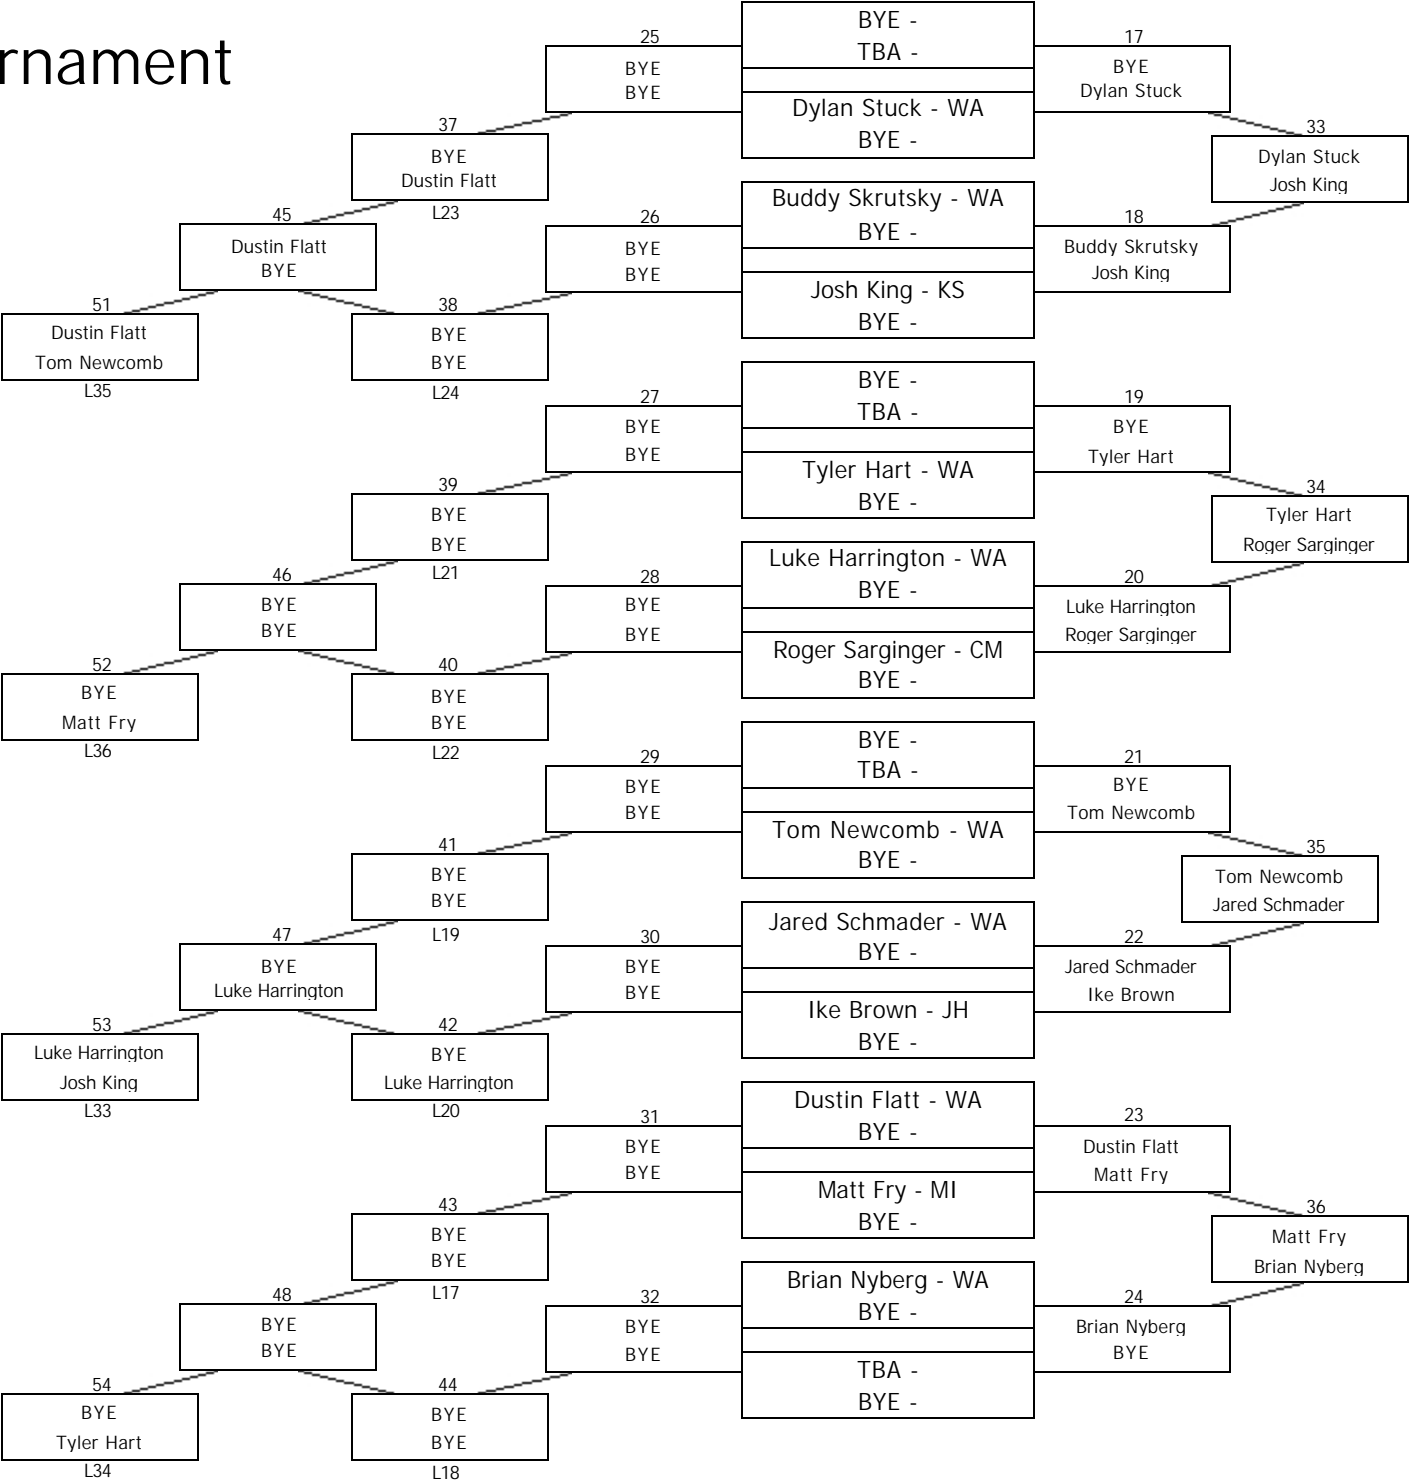 rnament
BYE -
TBA -
Dylan Stuck - WA
BYE -
Buddy Skrutsky - WA
BYE -
Josh King - KS
BYE -
BYE -
TBA -
Tyler Hart - WA
BYE -
Luke Harrington - WA
BYE -
Roger Sarginger - CM
BYE -
BYE -
TBA -
Tom Newcomb - WA
BYE -
Jared Schmader - WA
BYE -
Ike Brown - JH
BYE -
Dustin Flatt - WA
BYE -
Matt Fry - MI
BYE -
Brian Nyberg - WA
BYE -
TBA -
BYE -
17
BYE
Dylan Stuck
18
Buddy Skrutsky
Josh King
19
BYE
Tyler Hart
20
Luke Harrington
Roger Sarginger
21
BYE
Tom Newcomb
22
Jared Schmader
Ike Brown
23
Dustin Flatt
Matt Fry
24
Brian Nyberg
BYE
33
Dylan Stuck
Josh King
34
Tyler Hart
Roger Sarginger
35
Tom Newcomb
Jared Schmader
36
Matt Fry
Brian Nyberg
25
BYE
BYE
26
BYE
BYE
27
BYE
BYE
28
BYE
BYE
29
BYE
BYE
30
BYE
BYE
31
BYE
BYE
32
BYE
BYE
37
BYE
Dustin Flatt
L23
38
BYE
BYE
L24
39
BYE
BYE
L21
40
BYE
BYE
L22
41
BYE
BYE
L19
42
BYE
Luke Harrington
L20
43
BYE
BYE
L17
44
BYE
BYE
L18
45
Dustin Flatt
BYE
46
BYE
BYE
47
BYE
Luke Harrington
48
BYE
BYE
51
Dustin Flatt
Tom Newcomb
L35
52
BYE
Matt Fry
L36
53
Luke Harrington
Josh King
L33
54
BYE
Tyler Hart
L34